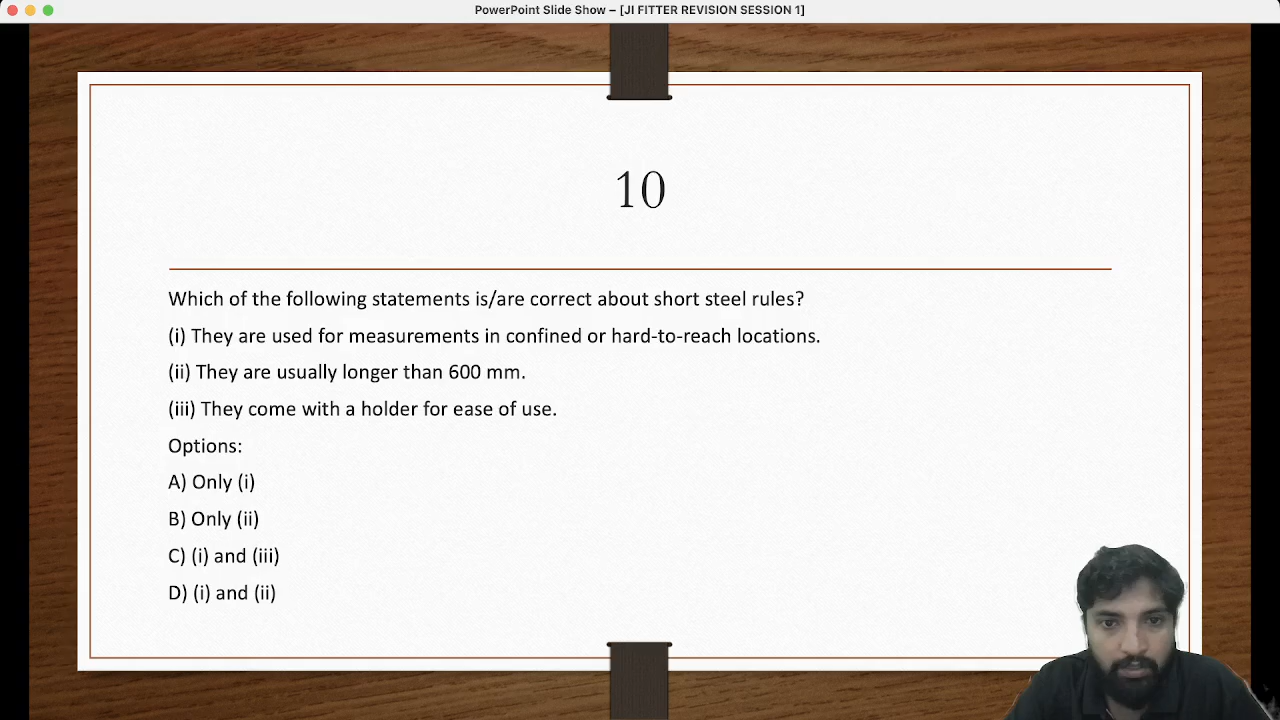 PowerPoint Slide Show – [JI FITTER REVISION SESSION 1]
10
Which of the following statements is/are correct about short steel rules?
(i) They are used for measurements in confined or hard-to-reach locations.
(ii) They are usually longer than 600 mm.
(iii) They come with a holder for ease of use.
Options:
A) Only (i)
B) Only (ii)
C) (i) and (iii)
D) (i) and (ii)